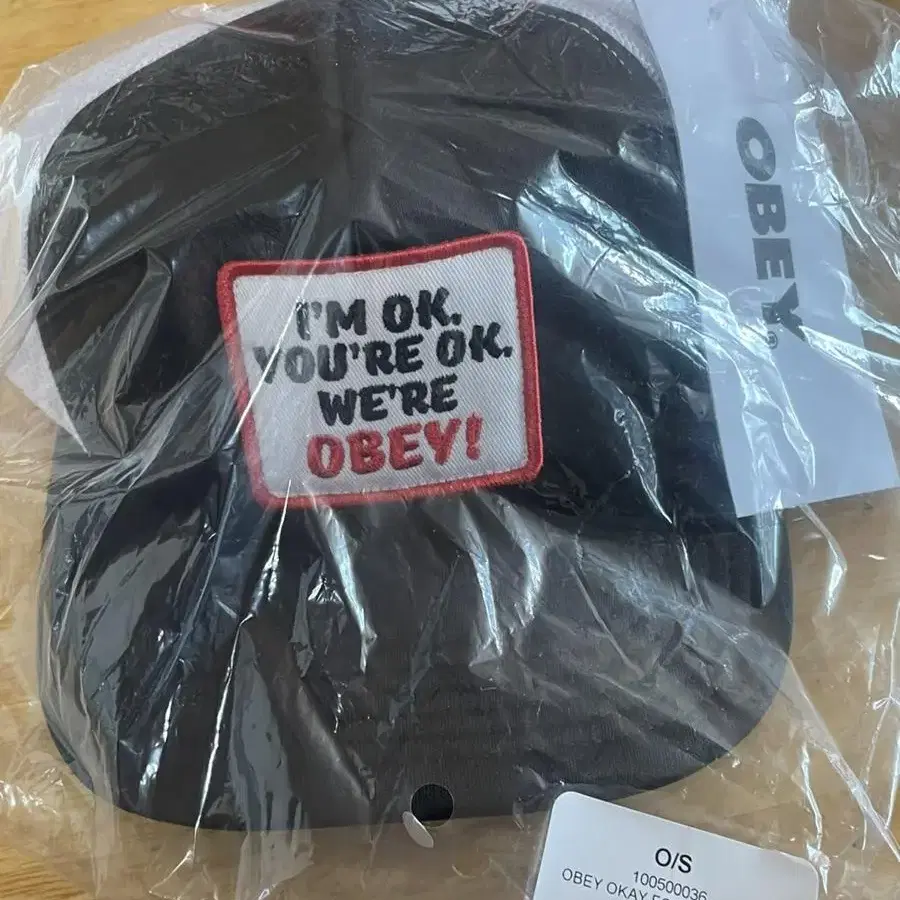 I'M OK.
YOU'RE OK.
WE'RE
OBEY!
OBEY
O/S
100500036
OBEY OKAY